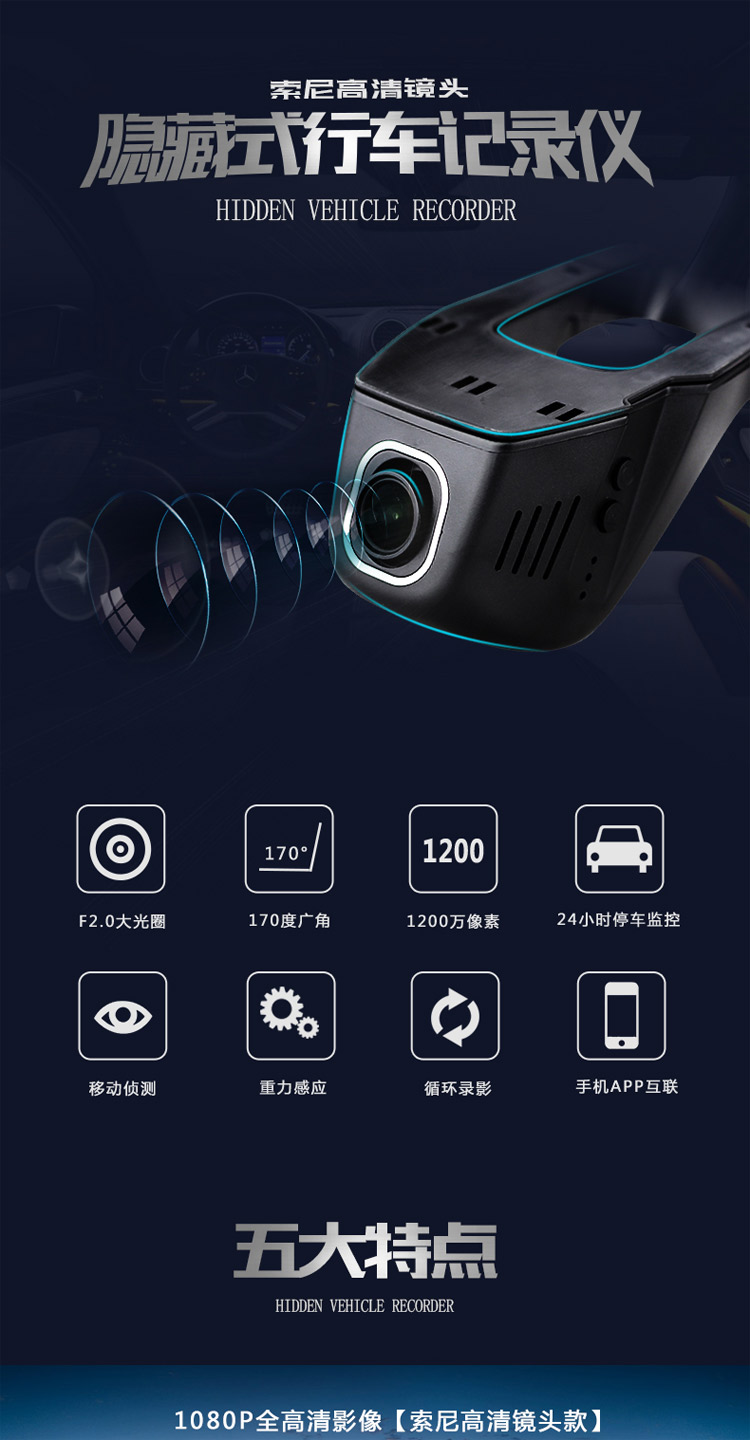 索尼高清镜头
隐藏式行车记录仪
HIDDEN VEHICLE RECORDER
170°
1200
F2.0大光圈
170度广角
1200万像素
24小时停车监控
移动侦测
重力感应
循环录影
手机APP互联
五大特点
HIDDEN VEHICLE RECORDER
1080P全高清影像【索尼高清镜头款】